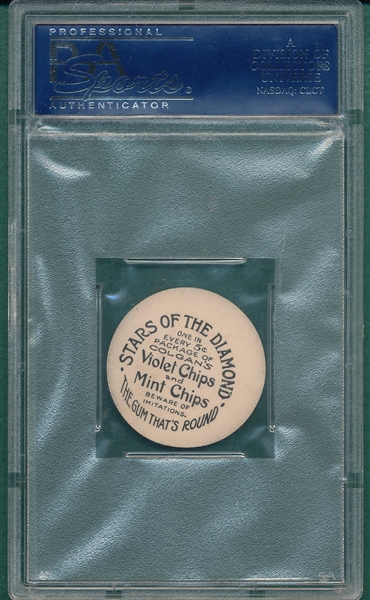 PROFESSIONAL
PSA
Sports®
AUTHENTICATOR
A
DIVISION OF
COLLECTORS
UNIVERSE
NASDAQ: CLCT
• STARS OF THE DIAMOND •
ONE IN
EVERY 5¢
PACKAGE OF
COLGAN'S
Violet Chips
and
Mint Chips
BEWARE OF
IMITATIONS.
THE GUM THAT'S ROUND